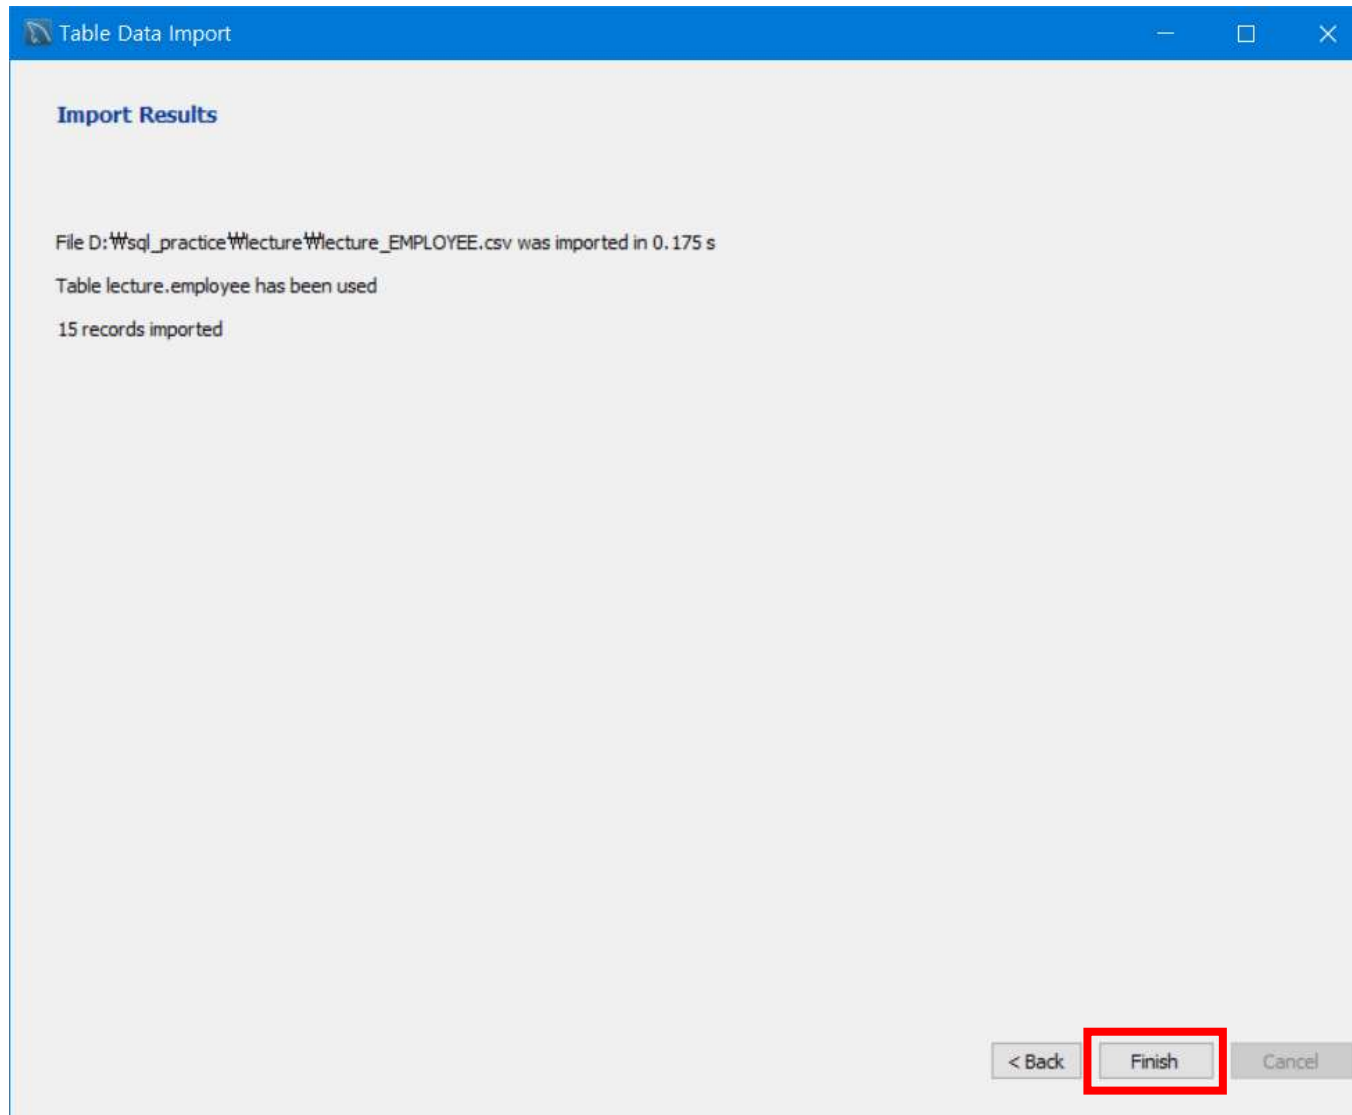 Table Data Import
Import Results
File D:₩sql_practice₩lecture₩lecture_EMPLOYEE.csv was imported in 0.175 s
Table lecture.employee has been used
15 records imported
< Back
Finish
Cancel